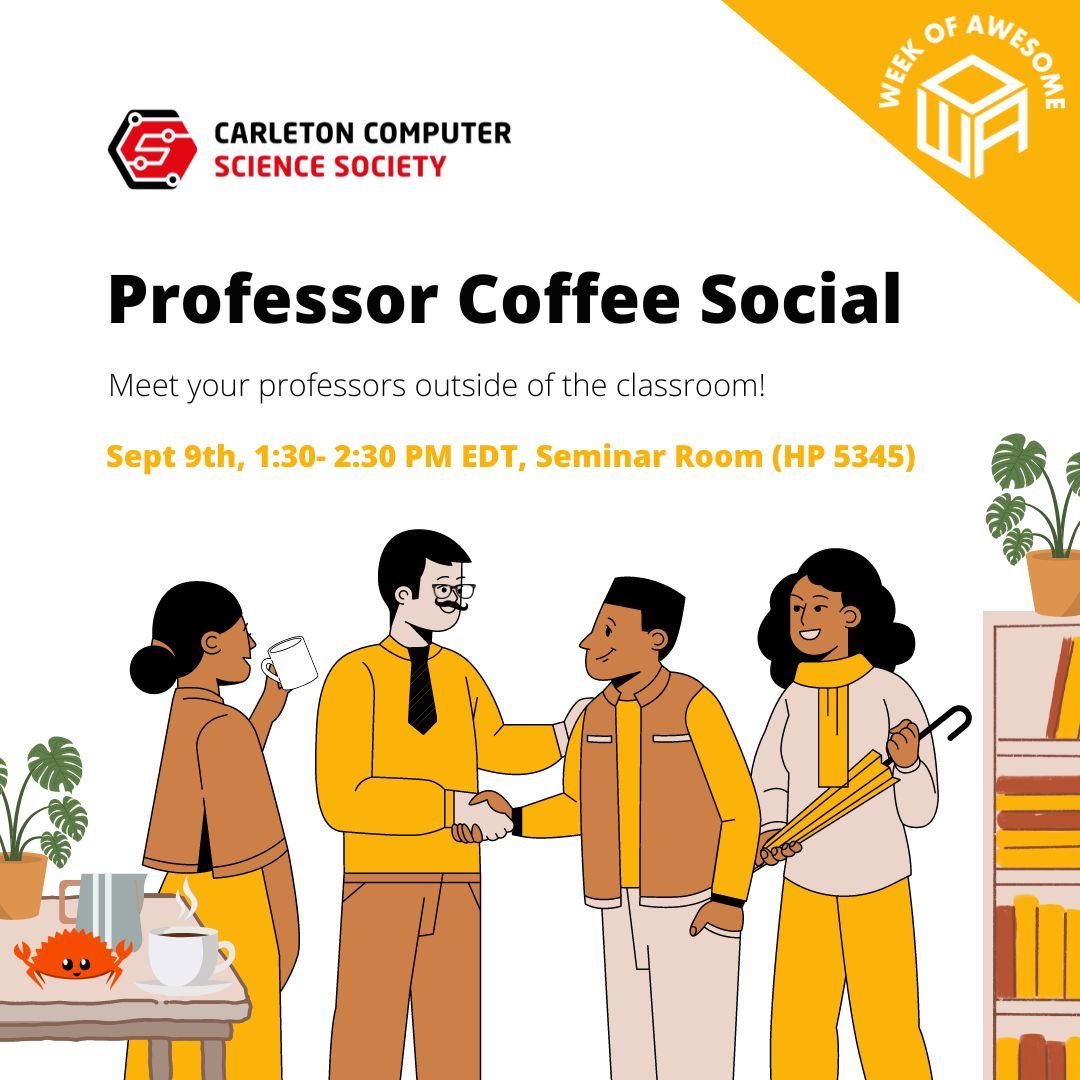 WEEK OF AWESOME
WOA
CARLETON COMPUTER
SCIENCE SOCIETY
Professor Coffee Social
Meet your professors outside of the classroom!
Sept 9th, 1:30- 2:30 PM EDT, Seminar Room (HP 5345)